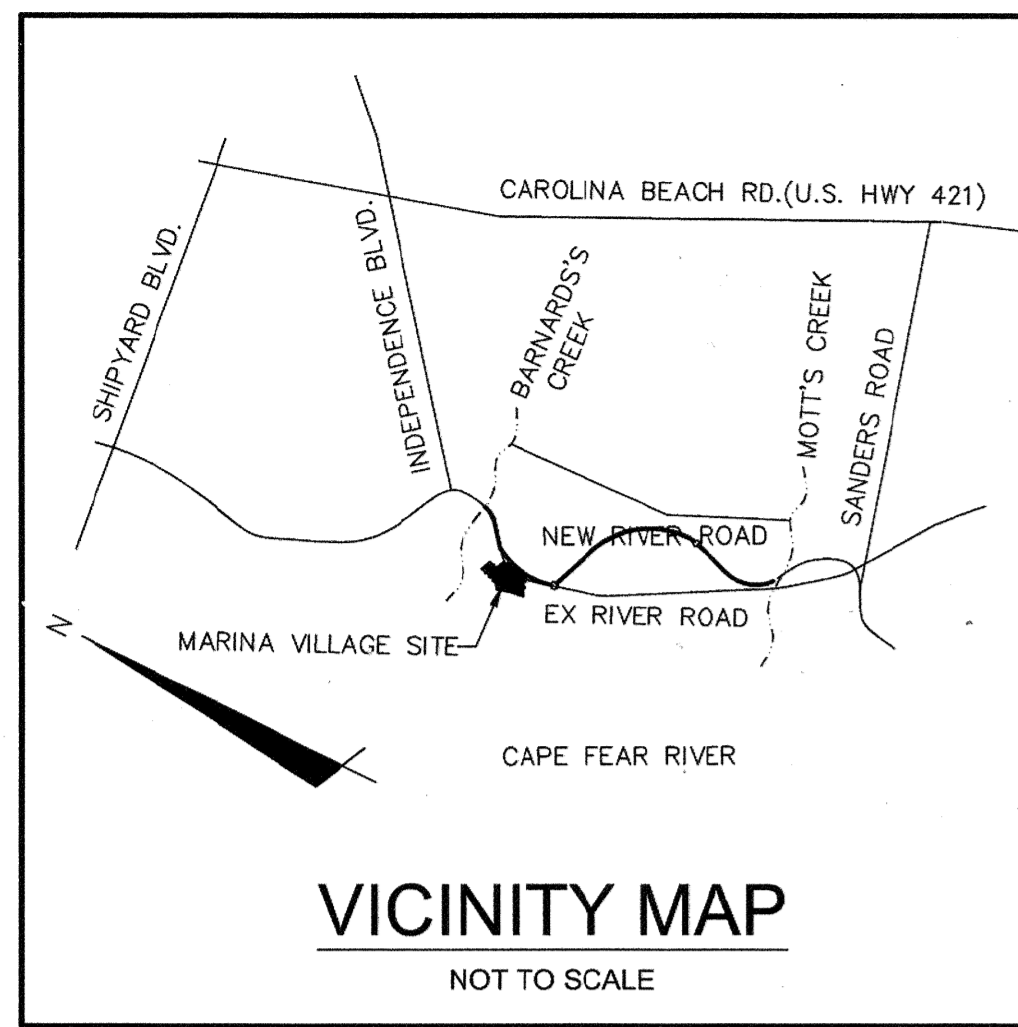 CAROLINA BEACH RD.(U.S. HWY 421)
SHIPYARD BLVD.
INDEPENDENCE BLVD.
BARNARDS'S
CREEK
MOTT'S CREEK
SANDERS ROAD
NEW RIVER ROAD
EX RIVER ROAD
MARINA VILLAGE SITE
N
CAPE FEAR RIVER
VICINITY MAP
NOT TO SCALE